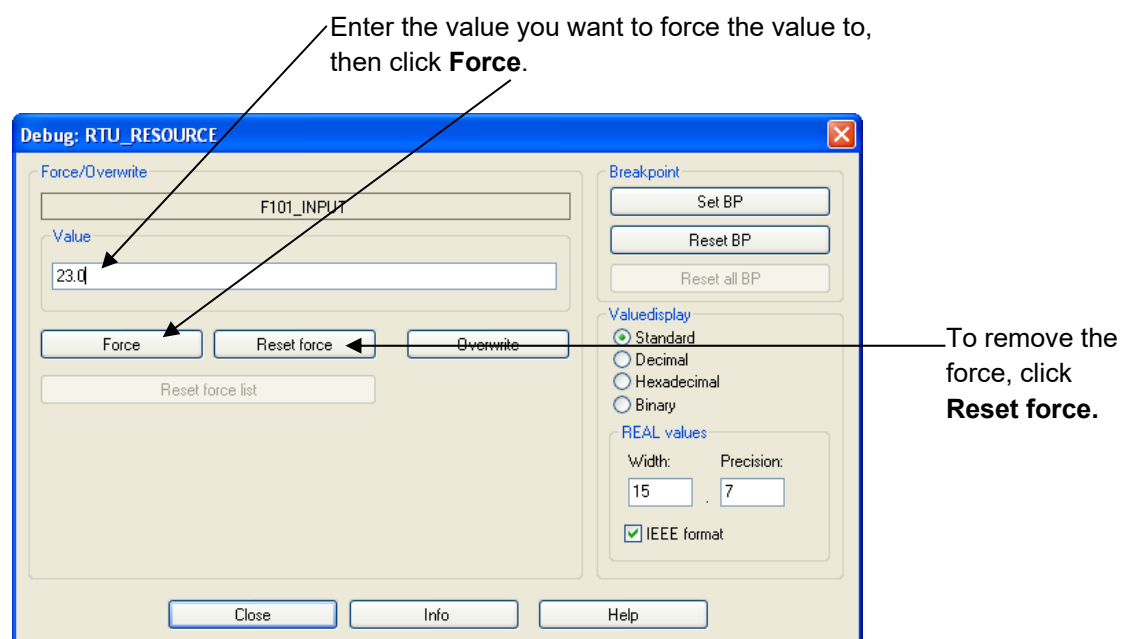 Enter the value you want to force the value to,
then click Force.
Debug: RTU_RESOURCE
Force/Overwrite
F101_INPUT
Value
23.0
Force
Reset force
Overwrite
Reset force list
Breakpoint
Set BP
Reset BP
Reset all BP
Valuedisplay
Standard
Decimal
Hexadecimal
Binary
REAL values
Width: Precision:
15 . 7
IEEE format
To remove the
force, click
Reset force.
Close Info Help